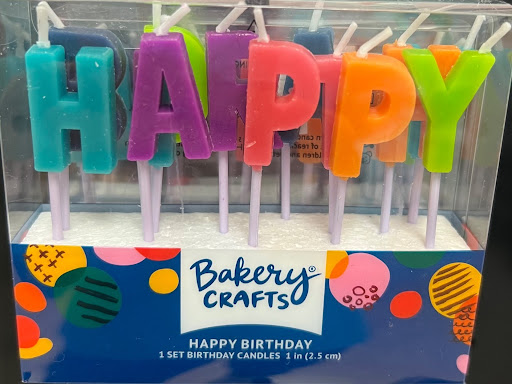 HAPPY
Bakery®
CRAFTS
HAPPY BIRTHDAY
1 SET BIRTHDAY CANDLES 1 in (2.5 cm)